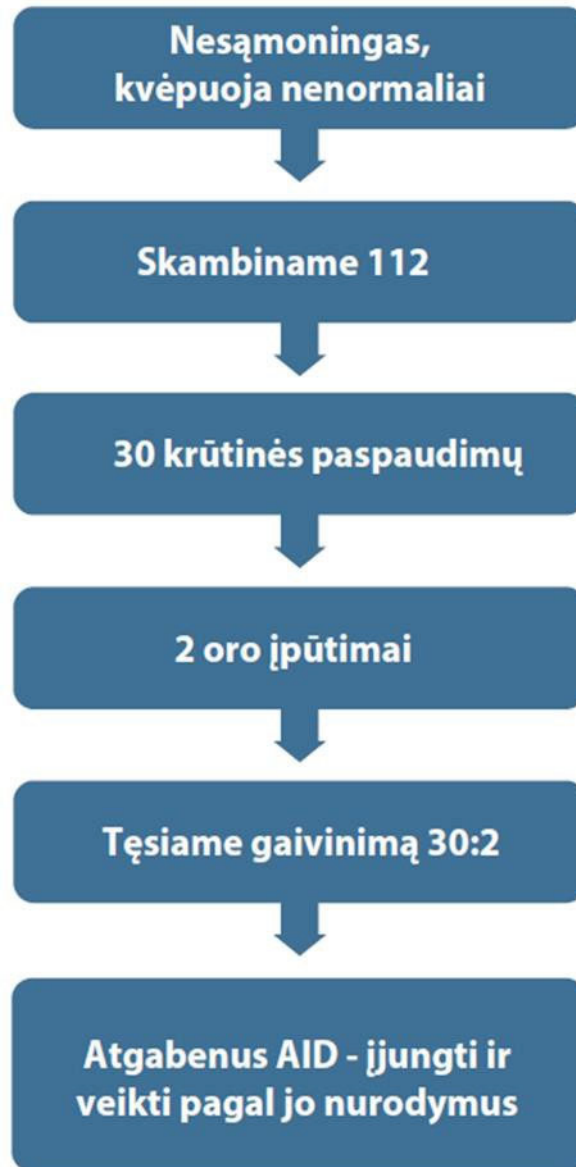 Nesąmoningas,
kvėpuoja nenormaliai
Skambiname 112
30 krūtinės paspaudimų
2 oro įpūtimai
Tęsiame gaivinimą 30:2
Atgabenus AID - įjungti ir
veikti pagal jo nurodymus